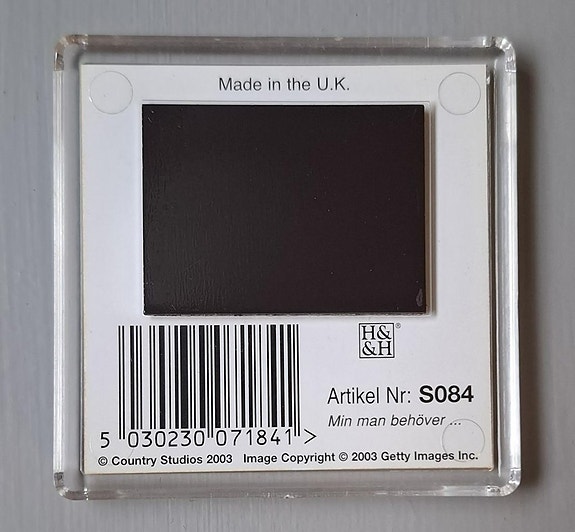 Made in the U.K.
H&
&H®
Artikel Nr: S084
Min man behöver ...
5 030230 071841 >
© Country Studios 2003 Image Copyright © 2003 Getty Images Inc.